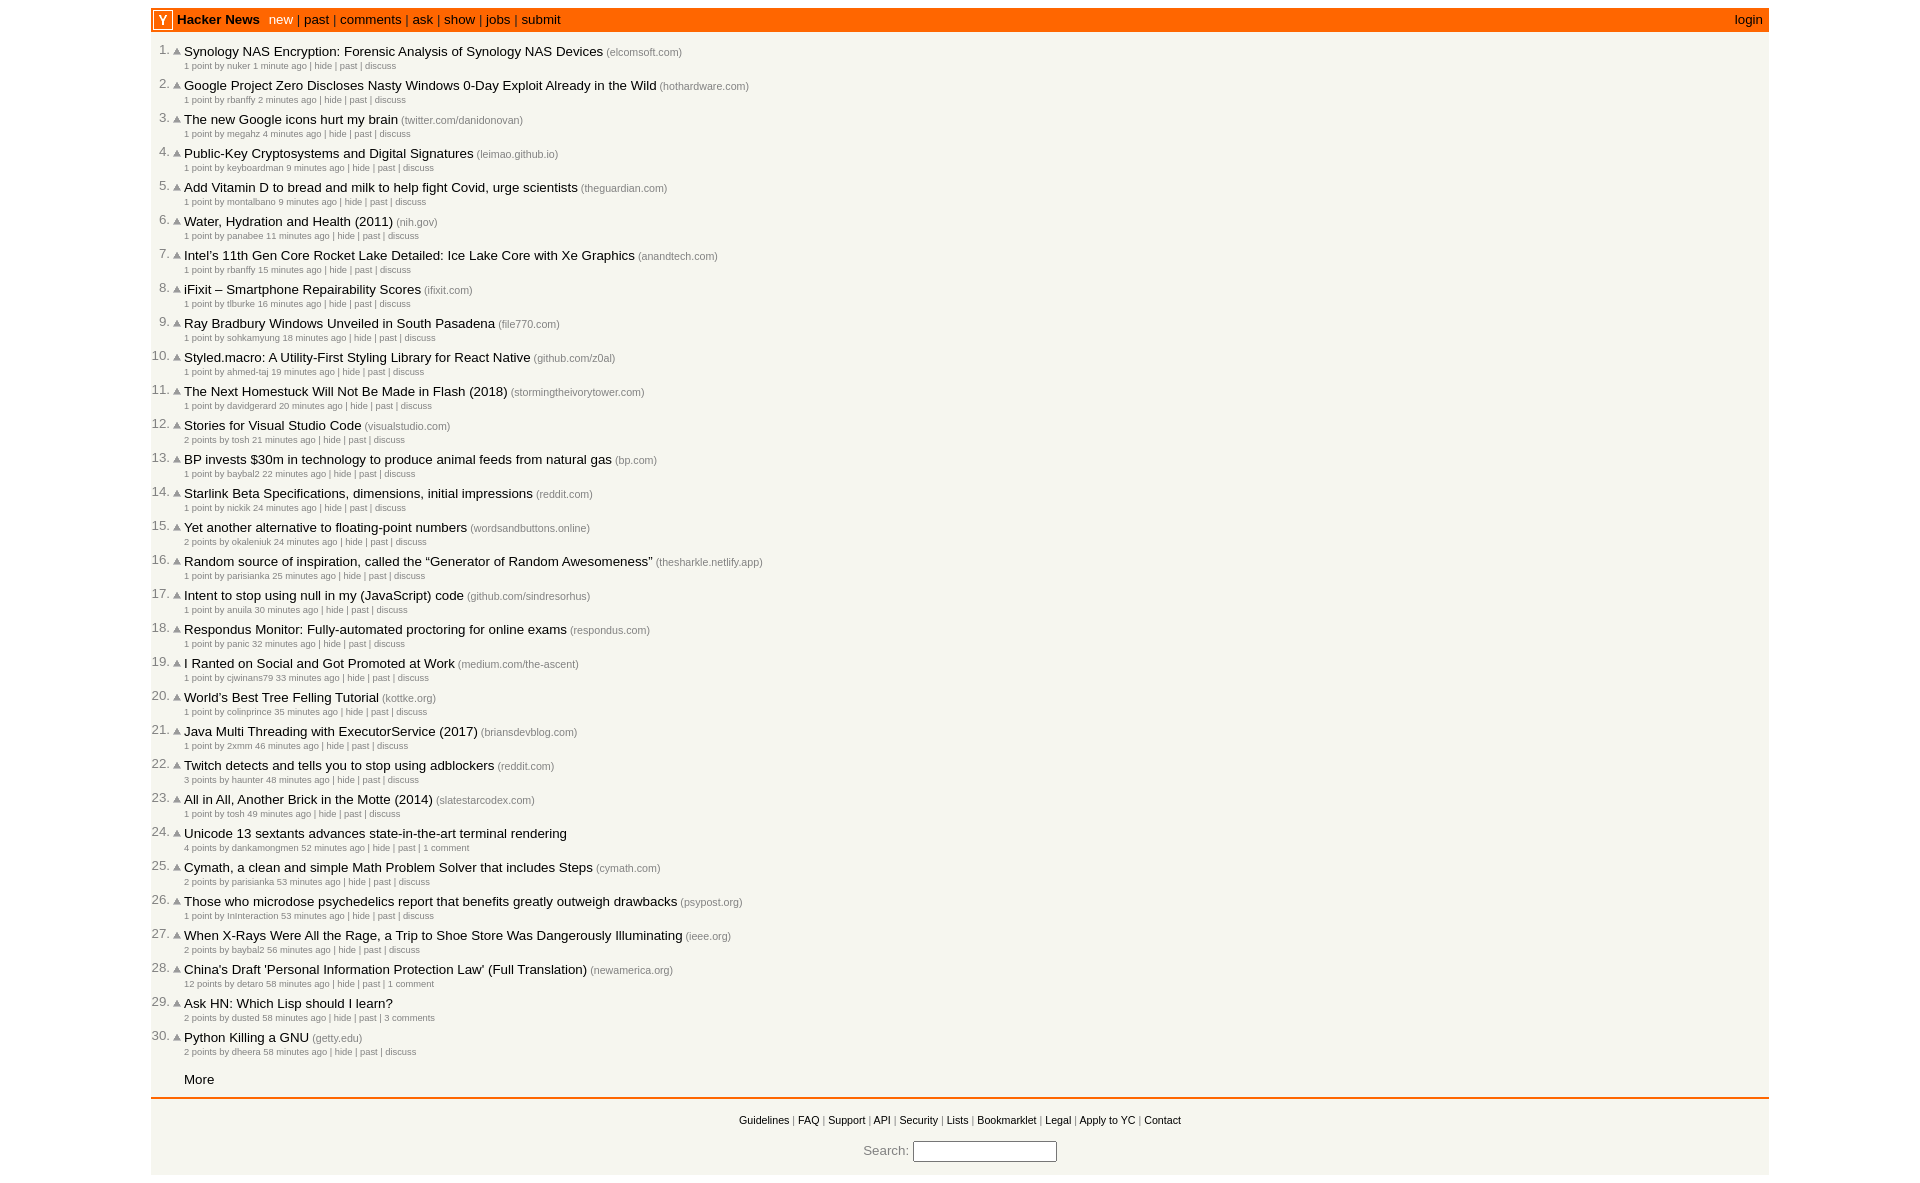 Y Hacker News new | past | comments | ask | show | jobs | submit login
1. Synology NAS Encryption: Forensic Analysis of Synology NAS Devices (elcomsoft.com)
1 point by nuker 1 minute ago | hide | past | discuss
2. Google Project Zero Discloses Nasty Windows 0-Day Exploit Already in the Wild (hothardware.com)
1 point by rbanffy 2 minutes ago | hide | past | discuss
3. The new Google icons hurt my brain (twitter.com/danidonovan)
1 point by megahz 4 minutes ago | hide | past | discuss
4. Public-Key Cryptosystems and Digital Signatures (leimao.github.io)
1 point by keyboardman 9 minutes ago | hide | past | discuss
5. Add Vitamin D to bread and milk to help fight Covid, urge scientists (theguardian.com)
1 point by montalbano 9 minutes ago | hide | past | discuss
6. Water, Hydration and Health (2011) (nih.gov)
1 point by panabee 11 minutes ago | hide | past | discuss
7. Intel’s 11th Gen Core Rocket Lake Detailed: Ice Lake Core with Xe Graphics (anandtech.com)
1 point by rbanffy 15 minutes ago | hide | past | discuss
8. iFixit – Smartphone Repairability Scores (ifixit.com)
1 point by tlburke 16 minutes ago | hide | past | discuss
9. Ray Bradbury Windows Unveiled in South Pasadena (file770.com)
1 point by sohkamyung 18 minutes ago | hide | past | discuss
10. Styled.macro: A Utility-First Styling Library for React Native (github.com/z0al)
1 point by ahmed-taj 19 minutes ago | hide | past | discuss
11. The Next Homestuck Will Not Be Made in Flash (2018) (stormingtheivorytower.com)
1 point by davidgerard 20 minutes ago | hide | past | discuss
12. Stories for Visual Studio Code (visualstudio.com)
2 points by tosh 21 minutes ago | hide | past | discuss
13. BP invests $30m in technology to produce animal feeds from natural gas (bp.com)
1 point by baybal2 22 minutes ago | hide | past | discuss
14. Starlink Beta Specifications, dimensions, initial impressions (reddit.com)
1 point by nickik 24 minutes ago | hide | past | discuss
15. Yet another alternative to floating-point numbers (wordsandbuttons.online)
2 points by okaleniuk 24 minutes ago | hide | past | discuss
16. Random source of inspiration, called the “Generator of Random Awesomeness” (thesharkle.netlify.app)
1 point by parisianka 25 minutes ago | hide | past | discuss
17. Intent to stop using null in my (JavaScript) code (github.com/sindresorhus)
1 point by anuila 30 minutes ago | hide | past | discuss
18. Respondus Monitor: Fully-automated proctoring for online exams (respondus.com)
1 point by panic 32 minutes ago | hide | past | discuss
19. I Ranted on Social and Got Promoted at Work (medium.com/the-ascent)
1 point by cjwinans79 33 minutes ago | hide | past | discuss
20. World’s Best Tree Felling Tutorial (kottke.org)
1 point by colinprince 35 minutes ago | hide | past | discuss
21. Java Multi Threading with ExecutorService (2017) (briansdevblog.com)
1 point by 2xmm 46 minutes ago | hide | past | discuss
22. Twitch detects and tells you to stop using adblockers (reddit.com)
3 points by haunter 48 minutes ago | hide | past | discuss
23. All in All, Another Brick in the Motte (2014) (slatestarcodex.com)
1 point by tosh 49 minutes ago | hide | past | discuss
24. Unicode 13 sextants advances state-in-the-art terminal rendering
4 points by dankamongmen 52 minutes ago | hide | past | 1 comment
25. Cymath, a clean and simple Math Problem Solver that includes Steps (cymath.com)
2 points by parisianka 53 minutes ago | hide | past | discuss
26. Those who microdose psychedelics report that benefits greatly outweigh drawbacks (psypost.org)
1 point by InInteraction 53 minutes ago | hide | past | discuss
27. When X-Rays Were All the Rage, a Trip to Shoe Store Was Dangerously Illuminating (ieee.org)
2 points by baybal2 56 minutes ago | hide | past | discuss
28. China's Draft 'Personal Information Protection Law' (Full Translation) (newamerica.org)
12 points by detaro 58 minutes ago | hide | past | 1 comment
29. Ask HN: Which Lisp should I learn?
2 points by dusted 58 minutes ago | hide | past | 3 comments
30. Python Killing a GNU (getty.edu)
2 points by dheera 58 minutes ago | hide | past | discuss
More
Guidelines | FAQ | Support | API | Security | Lists | Bookmarklet | Legal | Apply to YC | Contact
Search: